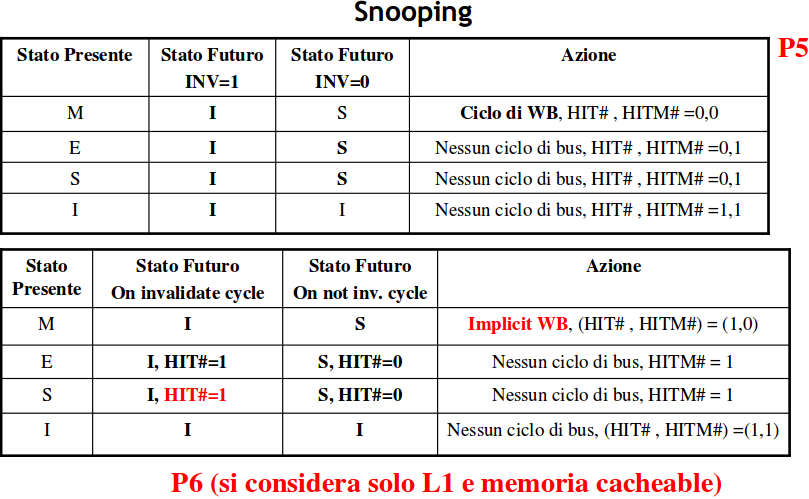 Snooping
P5
Stato Presente Stato Futuro INV=1 Stato Futuro INV=0 Azione
M I S Ciclo di WB, HIT# , HITM# =0,0
E I S Nessun ciclo di bus, HIT# , HITM# =0,1
S I S Nessun ciclo di bus, HIT# , HITM# =0,1
I I I Nessun ciclo di bus, HIT# , HITM# =1,1
Stato Presente Stato Futuro On invalidate cycle Stato Futuro On not inv. cycle Azione
M I S Implicit WB, (HIT# , HITM#) = (1,0)
E I, HIT#=1 S, HIT#=0 Nessun ciclo di bus, HITM# = 1
S I, HIT#=1 S, HIT#=0 Nessun ciclo di bus, HITM# = 1
I I I Nessun ciclo di bus, (HIT# , HITM#) =(1,1)
P6 (si considera solo L1 e memoria cacheable)